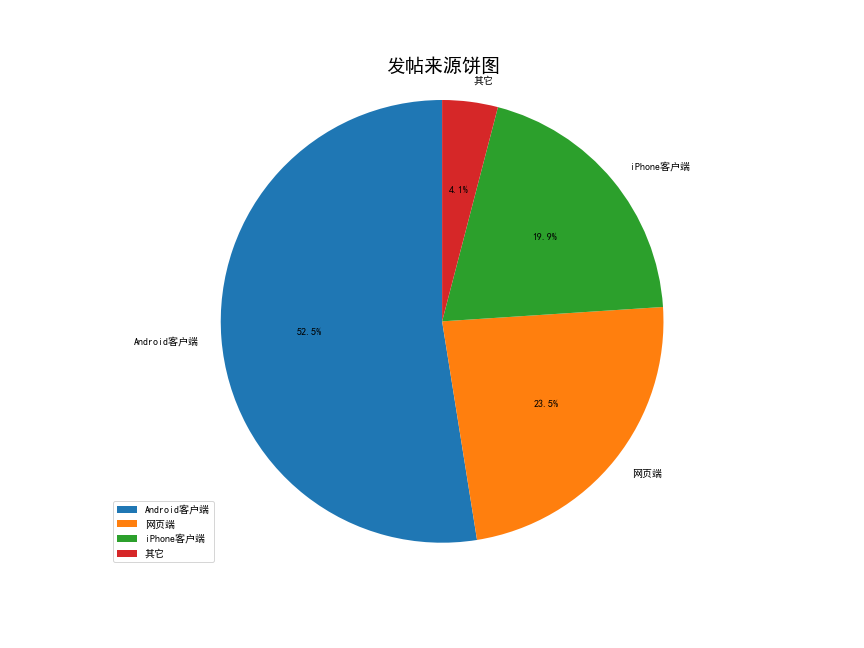 发帖来源饼图
其它
iPhone客户端
4.1%
19.9%
52.5%
Android客户端
23.5%
网页端
Android客户端
网页端
iPhone客户端
其它